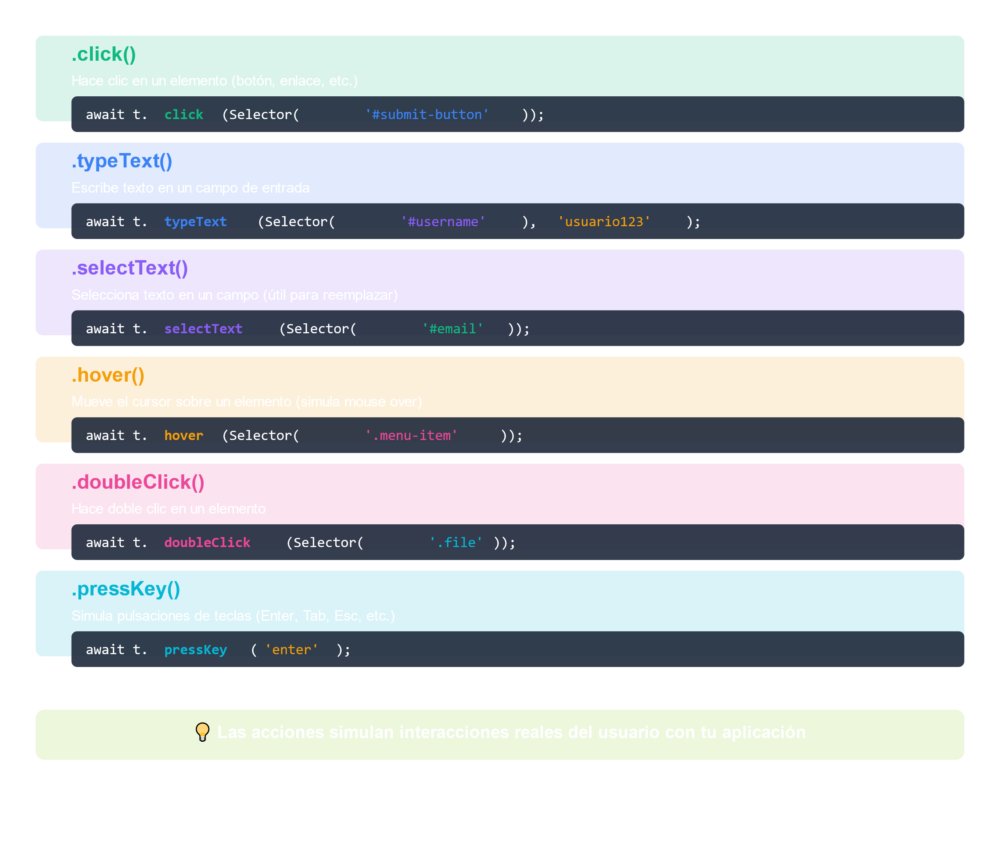 .click()
Hace clic en un elemento (botón, enlace, etc.)
await t. click (Selector( '#submit-button' ));
.typeText()
Escribe texto en un campo de entrada
await t. typeText (Selector( '#username' ), 'usuario123' );
.selectText()
Selecciona texto en un campo (útil para reemplazar)
await t. selectText (Selector( '#email' ));
.hover()
Mueve el cursor sobre un elemento (simula mouse over)
await t. hover (Selector( '.menu-item' ));
.doubleClick()
Hace doble clic en un elemento
await t. doubleClick (Selector( '.file' ));
.pressKey()
Simula pulsaciones de teclas (Enter, Tab, Esc, etc.)
await t. pressKey ( 'enter' );
💡 Las acciones simulan interacciones reales del usuario con tu aplicación